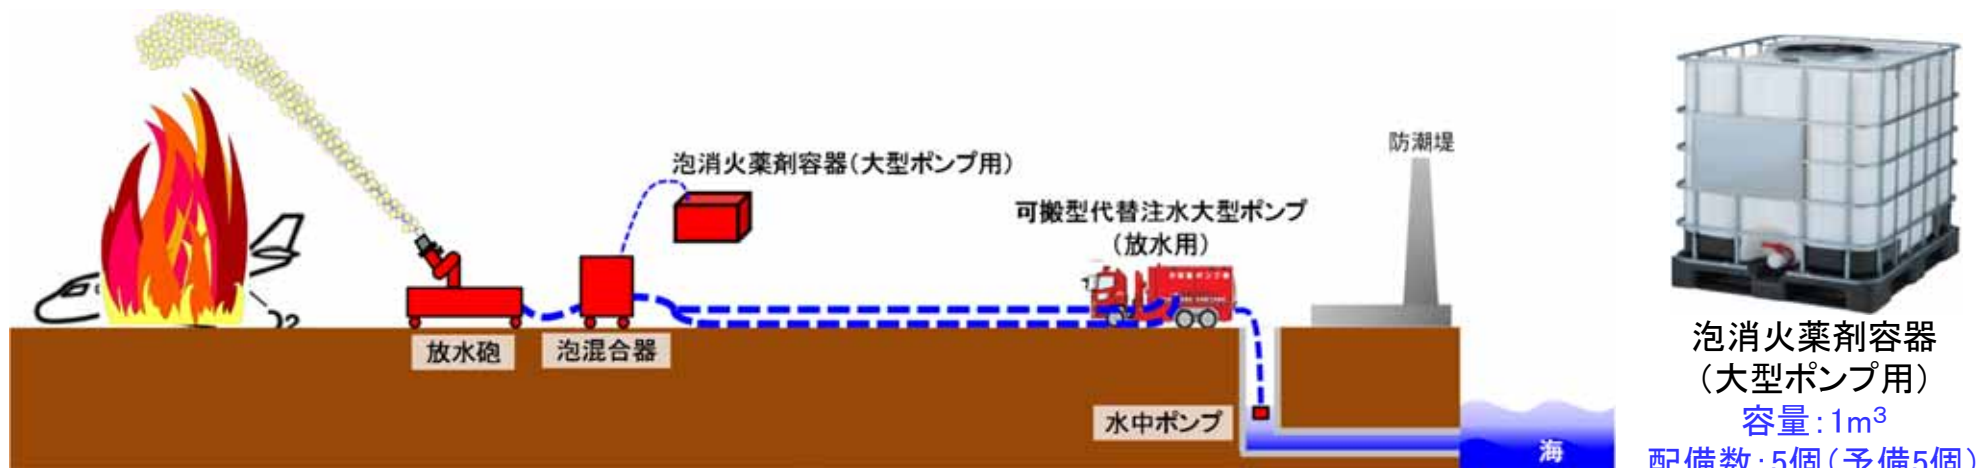 防潮堤
泡消火薬剤容器(大型ポンプ用)
可搬型代替注水大型ポンプ
(放水用)
放水砲
泡混合器
水中ポンプ
海
泡消火薬剤容器
(大型ポンプ用)
容量:1m³
配備数:5個(予備5個)